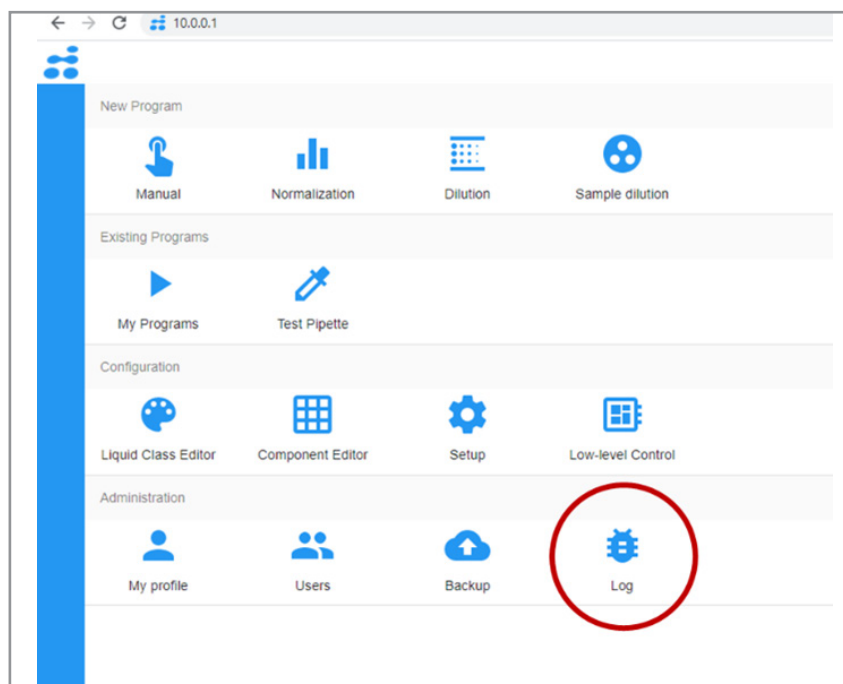 10.0.0.1
New Program
Manual Normalization Dilution Sample dilution
Existing Programs
My Programs Test Pipette
Configuration
Liquid Class Editor Component Editor Setup Low-level Control
Administration
My profile Users Backup Log